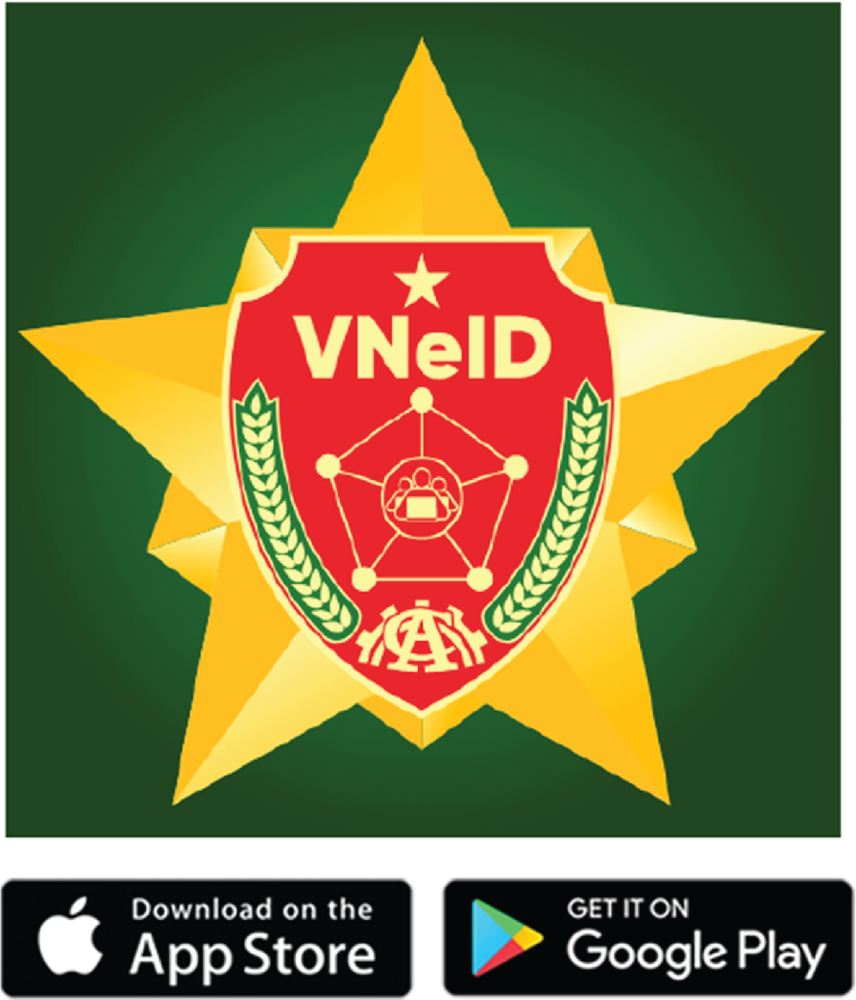 VNeID
CA
Download on the
App Store
GET IT ON
Google Play